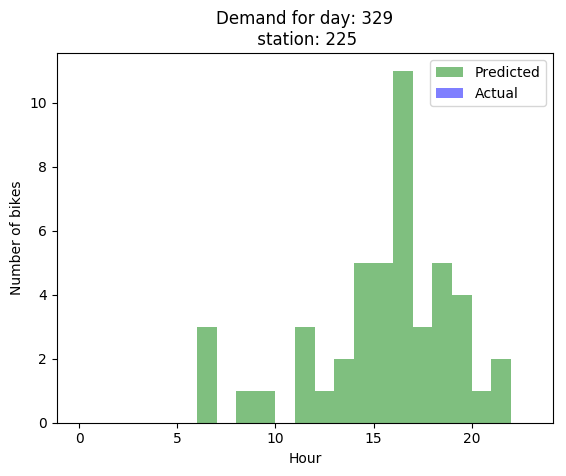 Demand for day: 329
station: 225
Predicted
Actual
Number of bikes
10
8
6
4
2
0
0 5 10 15 20
Hour